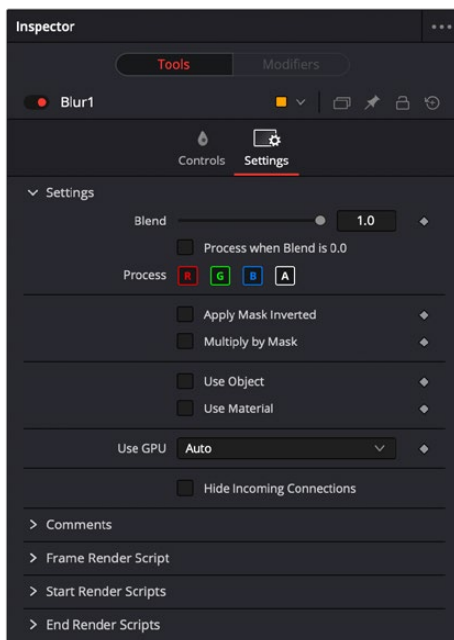 Inspector
Tools Modifiers
Blur1
Controls Settings
Settings
Blend 1.0
Process when Blend is 0.0
Process R G B A
Apply Mask Inverted
Multiply by Mask
Use Object
Use Material
Use GPU Auto
Hide Incoming Connections
Comments
Frame Render Script
Start Render Scripts
End Render Scripts